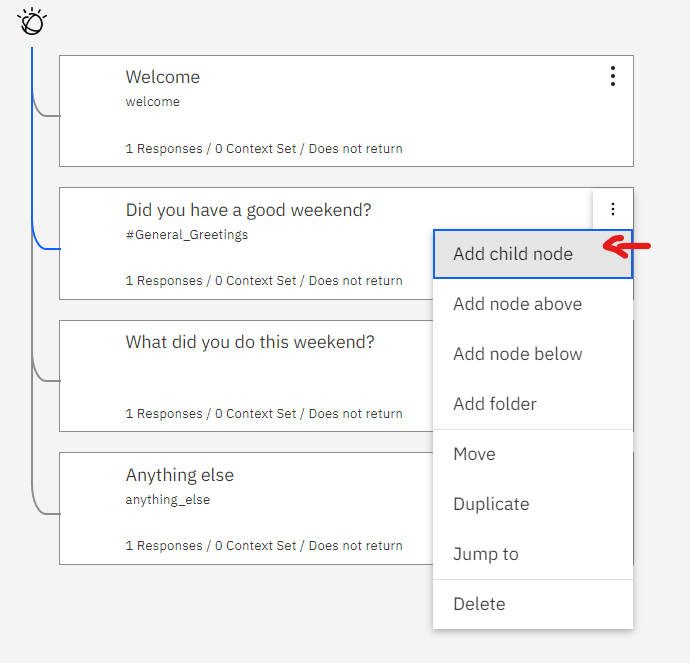 Welcome
welcome
1 Responses / 0 Context Set / Does not return
Did you have a good weekend?
#General_Greetings
1 Responses / 0 Context Set / Does not return
What did you do this weekend?
1 Responses / 0 Context Set / Does not return
Anything else
anything_else
1 Responses / 0 Context Set / Does not return
Add child node
Add node above
Add node below
Add folder
Move
Duplicate
Jump to
Delete